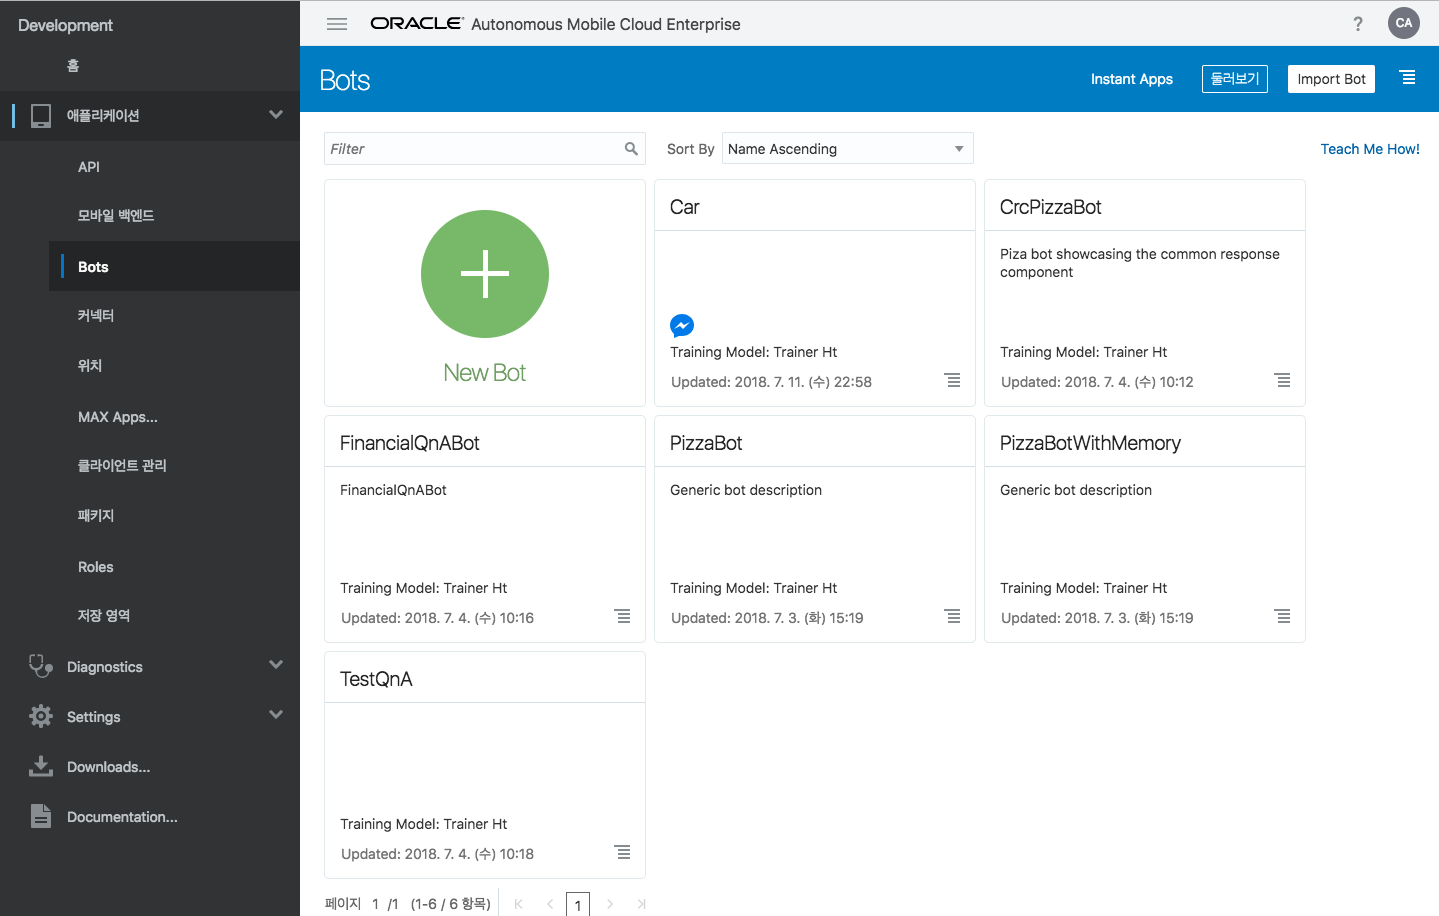 Development
홈
애플리케이션
API
모바일 백엔드
Bots
커넥터
위치
MAX Apps...
클라이언트 관리
패키지
Roles
저장 영역
Diagnostics
Settings
Downloads...
Documentation...
ORACLE Autonomous Mobile Cloud Enterprise
? CA
Bots
Instant Apps 둘러보기 Import Bot
Filter Sort By Name Ascending Teach Me How!
New Bot
Car
Training Model: Trainer Ht
Updated: 2018. 7. 11. (수) 22:58
CrcPizzaBot
Piza bot showcasing the common response
component
Training Model: Trainer Ht
Updated: 2018. 7. 4. (수) 10:12
FinancialQnABot
FinancialQnABot
Training Model: Trainer Ht
Updated: 2018. 7. 4. (수) 10:16
PizzaBot
Generic bot description
Training Model: Trainer Ht
Updated: 2018. 7. 3. (화) 15:19
PizzaBotWithMemory
Generic bot description
Training Model: Trainer Ht
Updated: 2018. 7. 3. (화) 15:19
TestQnA
Training Model: Trainer Ht
Updated: 2018. 7. 4. (수) 10:18
페이지 1 /1 (1-6 / 6 항목) 1